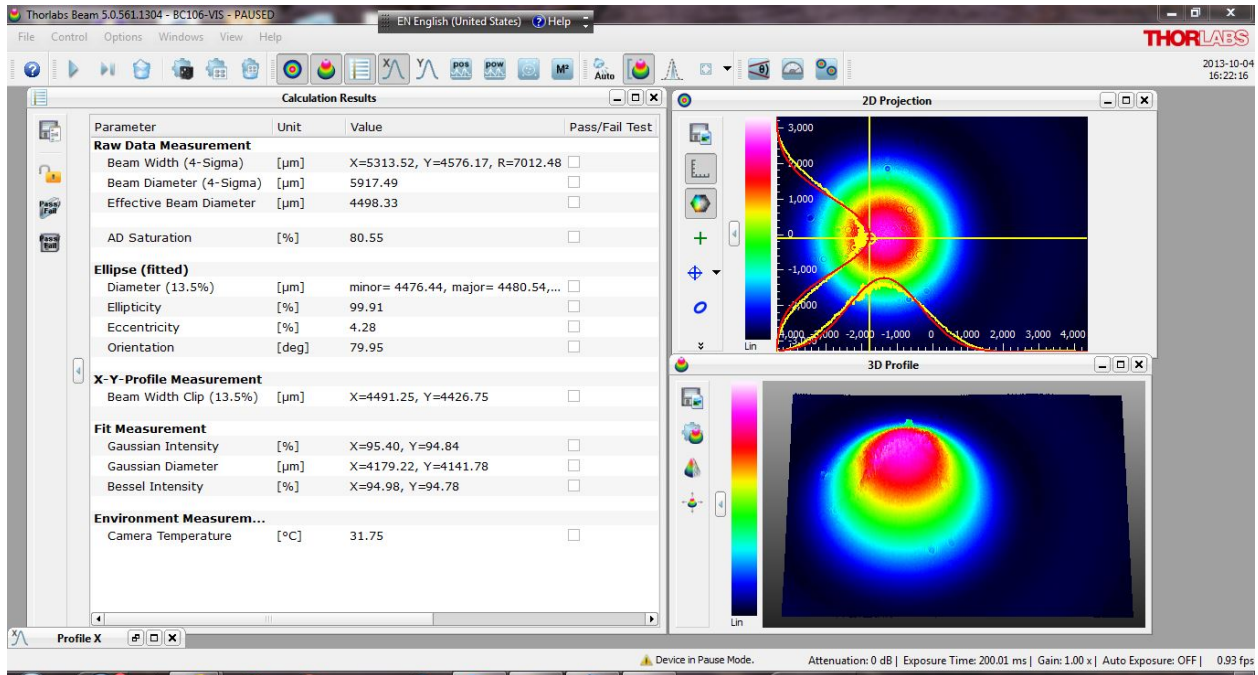 Thorlabs Beam 5.0.561.1304 - BC106-VIS - PAUSED
EN English (United States) Help
File Control Options Windows View Help
THORLABS
POS POW M² Auto
2013-10-04
16:22:16
Calculation Results
Parameter Unit Value Pass/Fail Test
Raw Data Measurement
Beam Width (4-Sigma) [µm] X=5313.52, Y=4576.17, R=7012.48
Beam Diameter (4-Sigma) [µm] 5917.49
Effective Beam Diameter [µm] 4498.33
AD Saturation [%] 80.55
Ellipse (fitted)
Diameter (13.5%) [µm] minor= 4476.44, major= 4480.54,...
Ellipticity [%] 99.91
Eccentricity [%] 4.28
Orientation [deg] 79.95
X-Y-Profile Measurement
Beam Width Clip (13.5%) [µm] X=4491.25, Y=4426.75
Fit Measurement
Gaussian Intensity [%] X=95.40, Y=94.84
Gaussian Diameter [µm] X=4179.22, Y=4141.78
Bessel Intensity [%] X=94.98, Y=94.78
Environment Measurem...
Camera Temperature [°C] 31.75
Pass/Fail
Pass/Fail
Profile X
2D Projection
3,000
2,000
1,000
0
-1,000
-2,000 -1,000 0 1,000 2,000 3,000 4,000
Lin
3D Profile
Lin
Device in Pause Mode. Attenuation: 0 dB | Exposure Time: 200.01 ms | Gain: 1.00 x | Auto Exposure: OFF | 0.93 fps